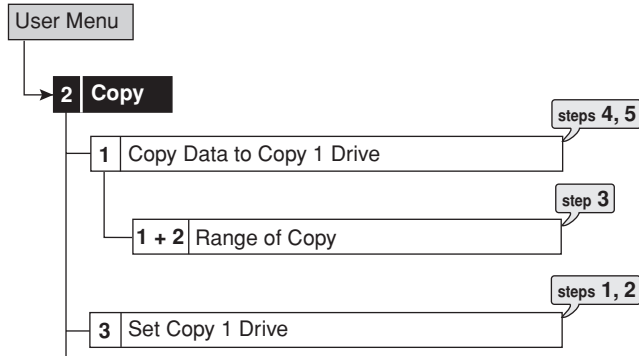 User Menu
2 Copy
steps 4, 5
1 Copy Data to Copy 1 Drive
step 3
1 + 2 Range of Copy
steps 1, 2
3 Set Copy 1 Drive